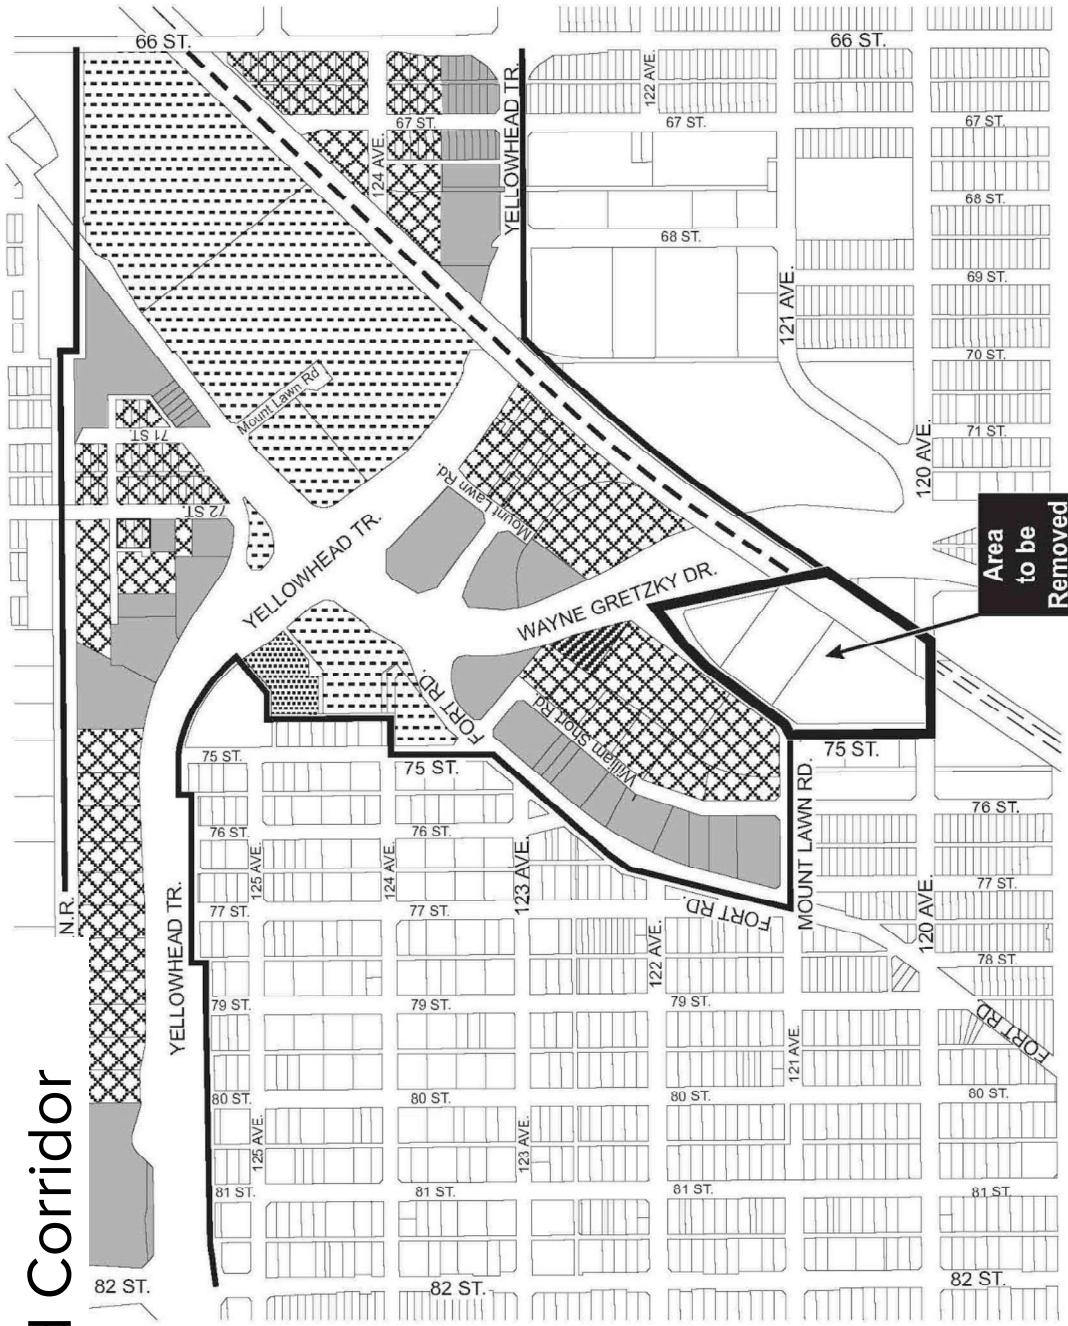 l Corridor
66 ST.
66 ST.
YELLOWHEAD TR.
122 AVE.
67 ST.
67 ST.
67 ST.
124 AVE.
68 ST.
68 ST.
69 ST.
121 AVE.
70 ST.
Mount Lawn Rd
71 ST.
71 ST.
120 AVE.
72 ST.
Mount Lawn Rd.
YELLOWHEAD TR.
Area
to be
Removed
WAYNE GRETZKY DR.
FORT RD.
William Short Rd.
75 ST.
75 ST.
75 ST.
MOUNT LAWN RD.
76 ST.
76 ST.
76 ST.
125 AVE.
124 AVE.
123 AVE.
77 ST.
77 ST.
77 ST.
N.R.
YELLOWHEAD TR.
FORT RD.
120 AVE.
122 AVE.
78 ST.
79 ST.
79 ST.
79 ST.
FORT RD
121 AVE.
80 ST.
80 ST.
80 ST.
80 ST.
125 AVE.
123 AVE.
81 ST.
81 ST.
81 ST.
81 ST.
82 ST.
82 ST.
82 ST.